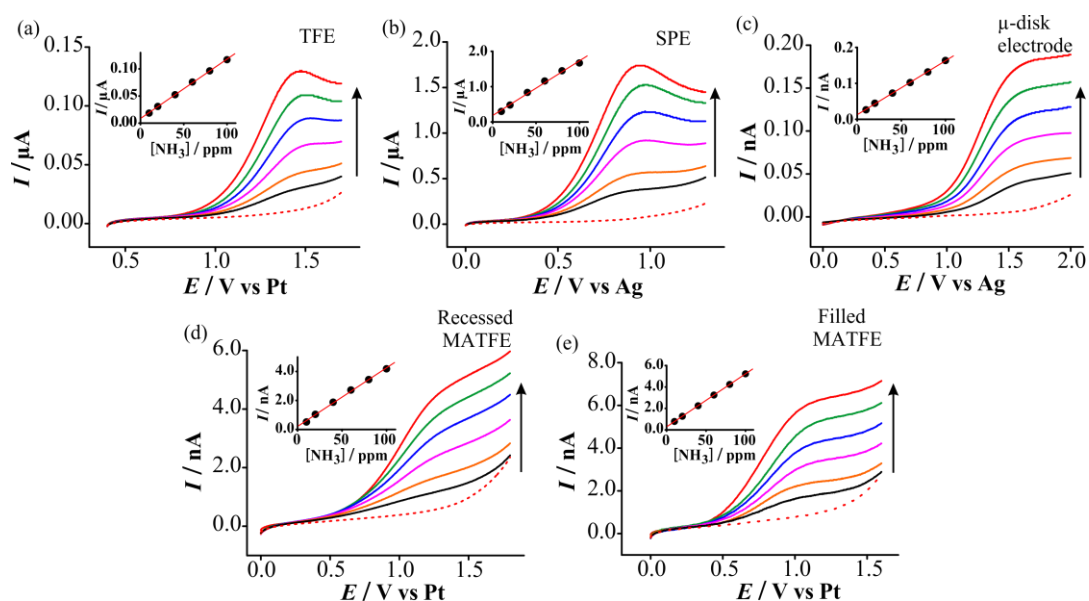 (a)
TFE
0.15
0.10
0.05
0.00
I / µA
0.10
0.05
0.00
I / µA
0 50 100
[NH3] / ppm
0.5 1.0 1.5
E / V vs Pt
(b)
SPE
2.0
1.5
1.0
0.5
0.0
I / µA
2.0
1.0
0.0
I / µA
0 50 100
[NH3] / ppm
0.0 0.5 1.0
E / V vs Ag
(c)
µ-disk
electrode
0.20
0.15
0.10
0.05
0.00
I / nA
0.2
0.1
0.0
I / nA
0 50 100
[NH3] / ppm
0.0 0.5 1.0 1.5 2.0
E / V vs Ag
(d)
Recessed
MATFE
6.0
4.0
2.0
0.0
I / nA
4.0
2.0
0.0
I / nA
0 50 100
[NH3] / ppm
0.0 0.5 1.0 1.5
E / V vs Pt
(e)
Filled
MATFE
8.0
6.0
4.0
2.0
0.0
I / nA
6.0
4.0
2.0
0.0
I / nA
0 50 100
[NH3] / ppm
0.0 0.5 1.0 1.5
E / V vs Pt